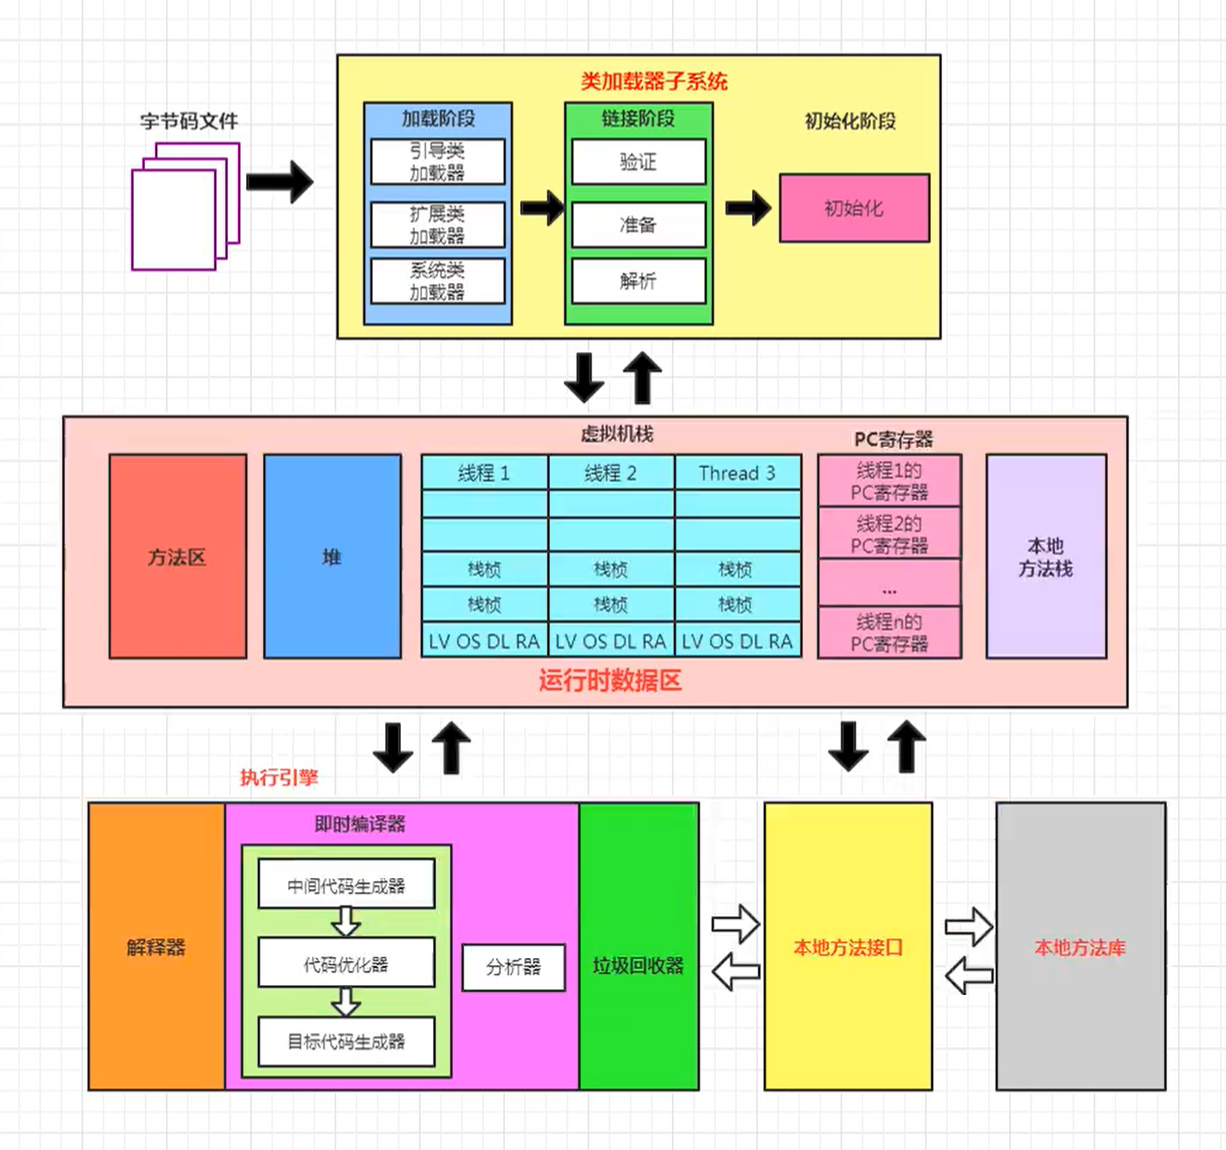 类加载器子系统
字节码文件
加载阶段
引导类
加载器
扩展类
加载器
系统类
加载器
链接阶段
验证
准备
解析
初始化阶段
初始化
虚拟机栈
PC寄存器
方法区
堆
线程 1
线程 2
Thread 3
栈桢
栈桢
栈桢
栈桢
栈桢
栈桢
LV OS DL RA
LV OS DL RA
LV OS DL RA
线程1的
PC寄存器
线程2的
PC寄存器
...
线程n的
PC寄存器
本地
方法栈
运行时数据区
执行引擎
解释器
即时编译器
中间代码生成器
代码优化器
目标代码生成器
分析器
垃圾回收器
本地方法接口
本地方法库